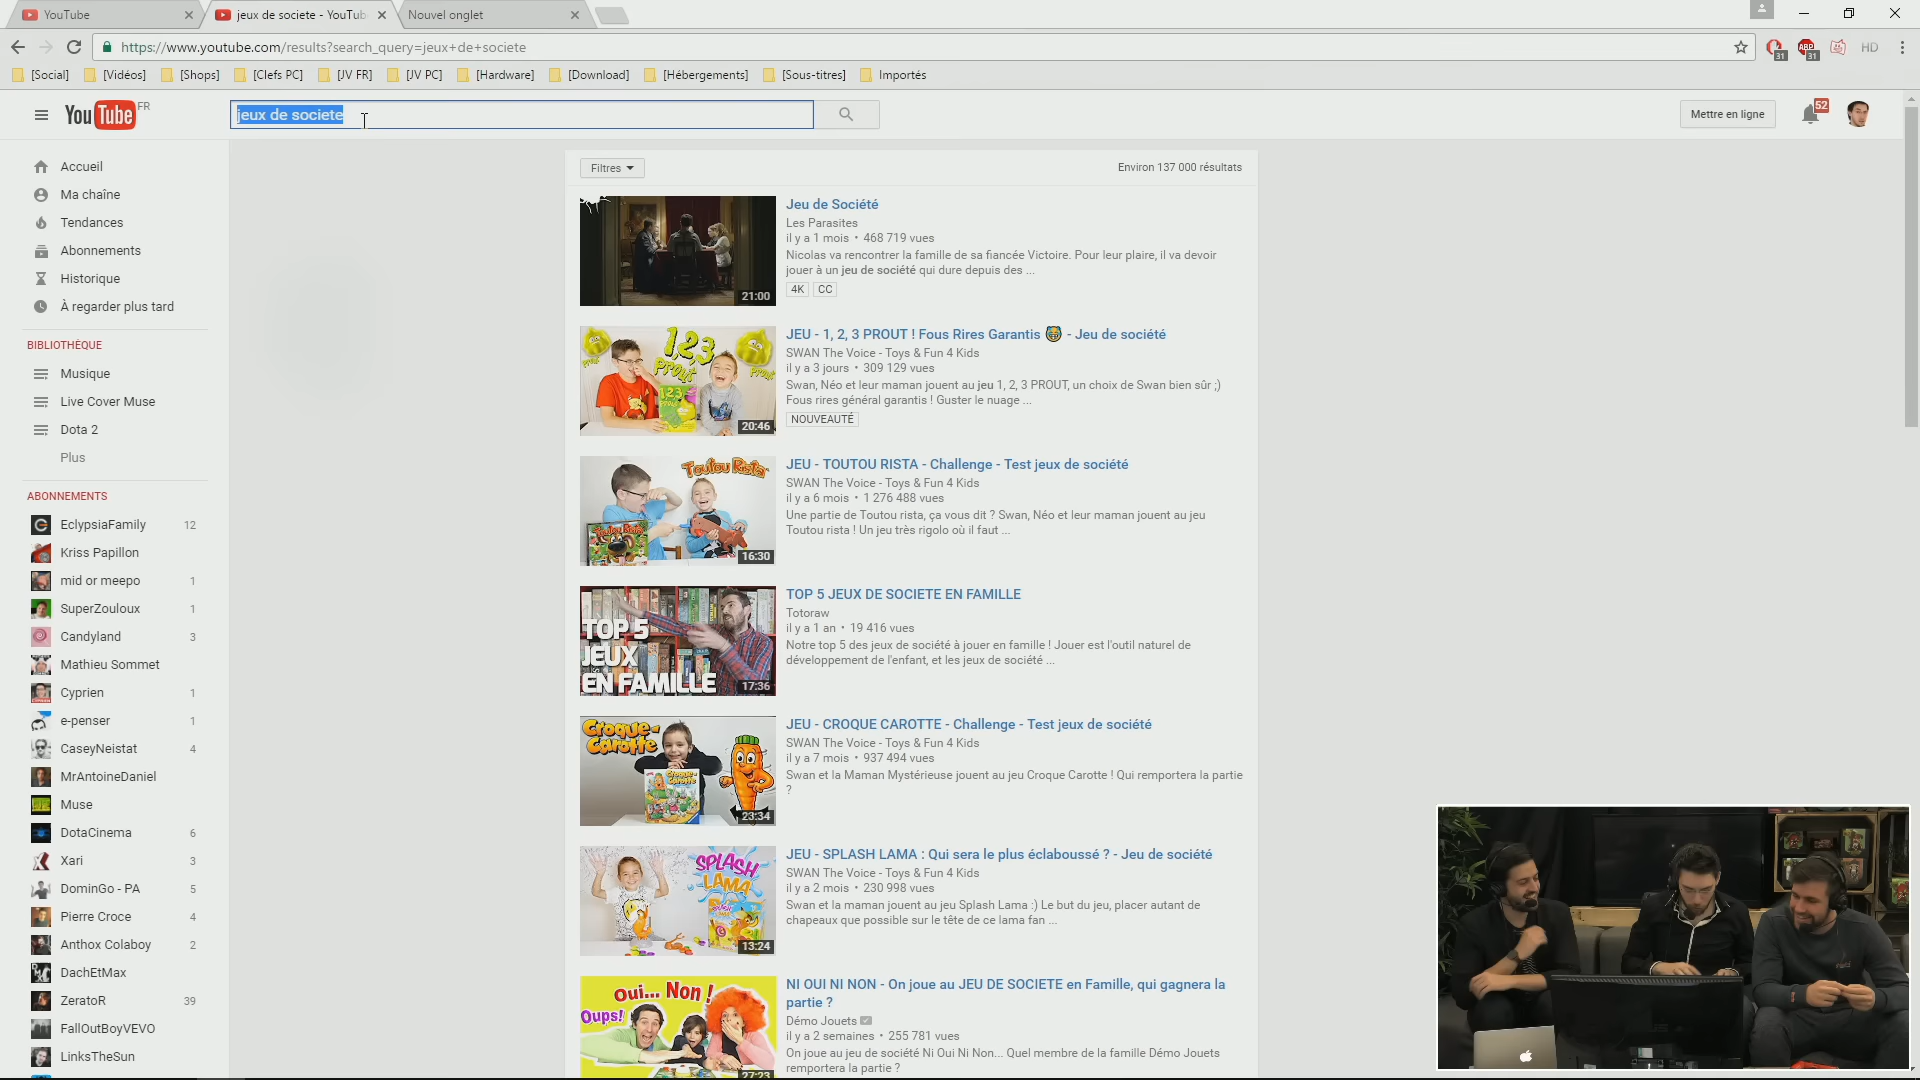 YouTube
jeux de societe - YouTub
Nouvel onglet
https://www.youtube.com/results?search_query=jeux+de+societe
31
ABP
31
HD
[Social]
[Vidéos]
[Shops]
[Clefs PC]
[JV FR]
[JV PC]
[Hardware]
[Download]
[Hébergements]
[Sous-titres]
Importés
YouTube FR
jeux de societe
Mettre en ligne
52
Accueil
Ma chaîne
Tendances
Abonnements
Historique
À regarder plus tard
BIBLIOTHÈQUE
Musique
Live Cover Muse
Dota 2
Plus
ABONNEMENTS
EclypsiaFamily 12
Kriss Papillon
mid or meepo 1
SuperZouloux 1
Candyland 3
Mathieu Sommet
Cyprien 1
e-penser 1
CaseyNeistat 4
MrAntoineDaniel
Muse
DotaCinema 6
Xari 3
DominGo - PA 5
Pierre Croce 4
Anthox Colaboy 2
DachEtMax
ZeratoR 39
FallOutBoyVEVO
LinksTheSun
Filtres
Environ 137 000 résultats
21:00
Jeu de Société
Les Parasites
il y a 1 mois • 468 719 vues
Nicolas va rencontrer la famille de sa fiancée Victoire. Pour leur plaire, il va devoir
jouer à un jeu de société qui dure depuis des ...
4K CC
1,2,3
Prout
20:46
JEU - 1, 2, 3 PROUT ! Fous Rires Garantis - Jeu de société
SWAN The Voice - Toys & Fun 4 Kids
il y a 3 jours • 309 129 vues
Swan, Néo et leur maman jouent au jeu 1, 2, 3 PROUT, un choix de Swan bien sûr ;)
Fous rires général garantis ! Guster le nuage ...
NOUVEAUTÉ
Toutou Rista
16:30
JEU - TOUTOU RISTA - Challenge - Test jeux de société
SWAN The Voice - Toys & Fun 4 Kids
il y a 6 mois • 1 276 488 vues
Une partie de Toutou rista, ça vous dit ? Swan, Néo et leur maman jouent au jeu
Toutou rista ! Un jeu très rigolo où il faut ...
TOP 5
JEUX
EN FAMILLE
17:36
TOP 5 JEUX DE SOCIETE EN FAMILLE
Totoraw
il y a 1 an • 19 416 vues
Notre top 5 des jeux de société à jouer en famille ! Jouer est l'outil naturel de
développement de l'enfant, et les jeux de société ...
Croque-
Carotte
23:34
JEU - CROQUE CAROTTE - Challenge - Test jeux de société
SWAN The Voice - Toys & Fun 4 Kids
il y a 7 mois • 937 494 vues
Swan et la Maman Mystérieuse jouent au jeu Croque Carotte ! Qui remportera la partie
?
SPLASH
LAMA
13:24
JEU - SPLASH LAMA : Qui sera le plus éclaboussé ? - Jeu de société
SWAN The Voice - Toys & Fun 4 Kids
il y a 2 mois • 230 998 vues
Swan et la maman jouent au jeu Splash Lama :) Le but du jeu, placer autant de
chapeaux que possible sur le tête de ce lama fan ...
Oui... Non !
Oups!
27:23
NI OUI NI NON - On joue au JEU DE SOCIETE en Famille, qui gagnera la
partie ?
Démo Jouets
il y a 2 semaines • 255 781 vues
On joue au jeu de société Ni Oui Ni Non... Quel membre de la famille Démo Jouets
remportera la partie ?